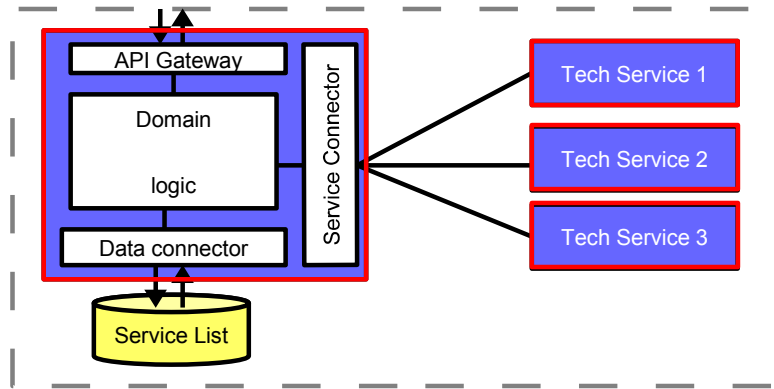 API Gateway
Domain
logic
Service Connector
Data connector
Service List
Tech Service 1
Tech Service 2
Tech Service 3